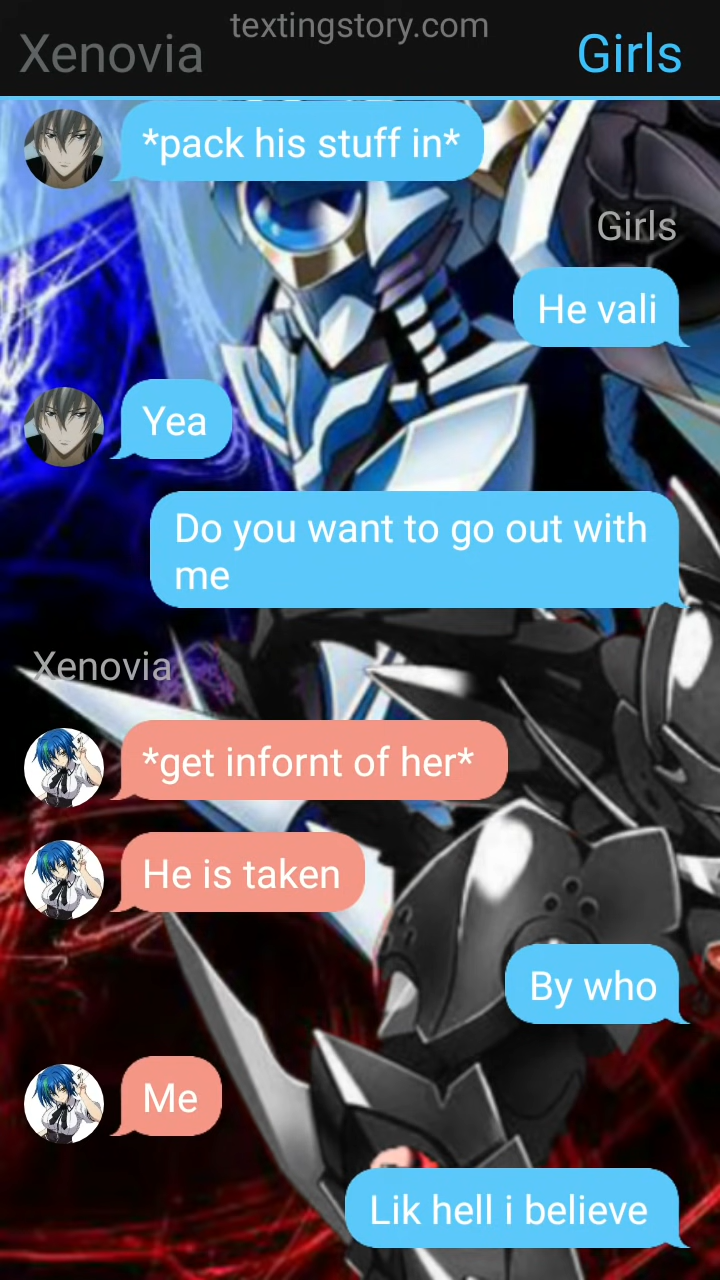 textingstory.com
Xenovia
Girls
*pack his stuff in*
Girls
He vali
Yea
Do you want to go out with
me
Xenovia
*get infornt of her*
He is taken
By who
Me
Lik hell i believe